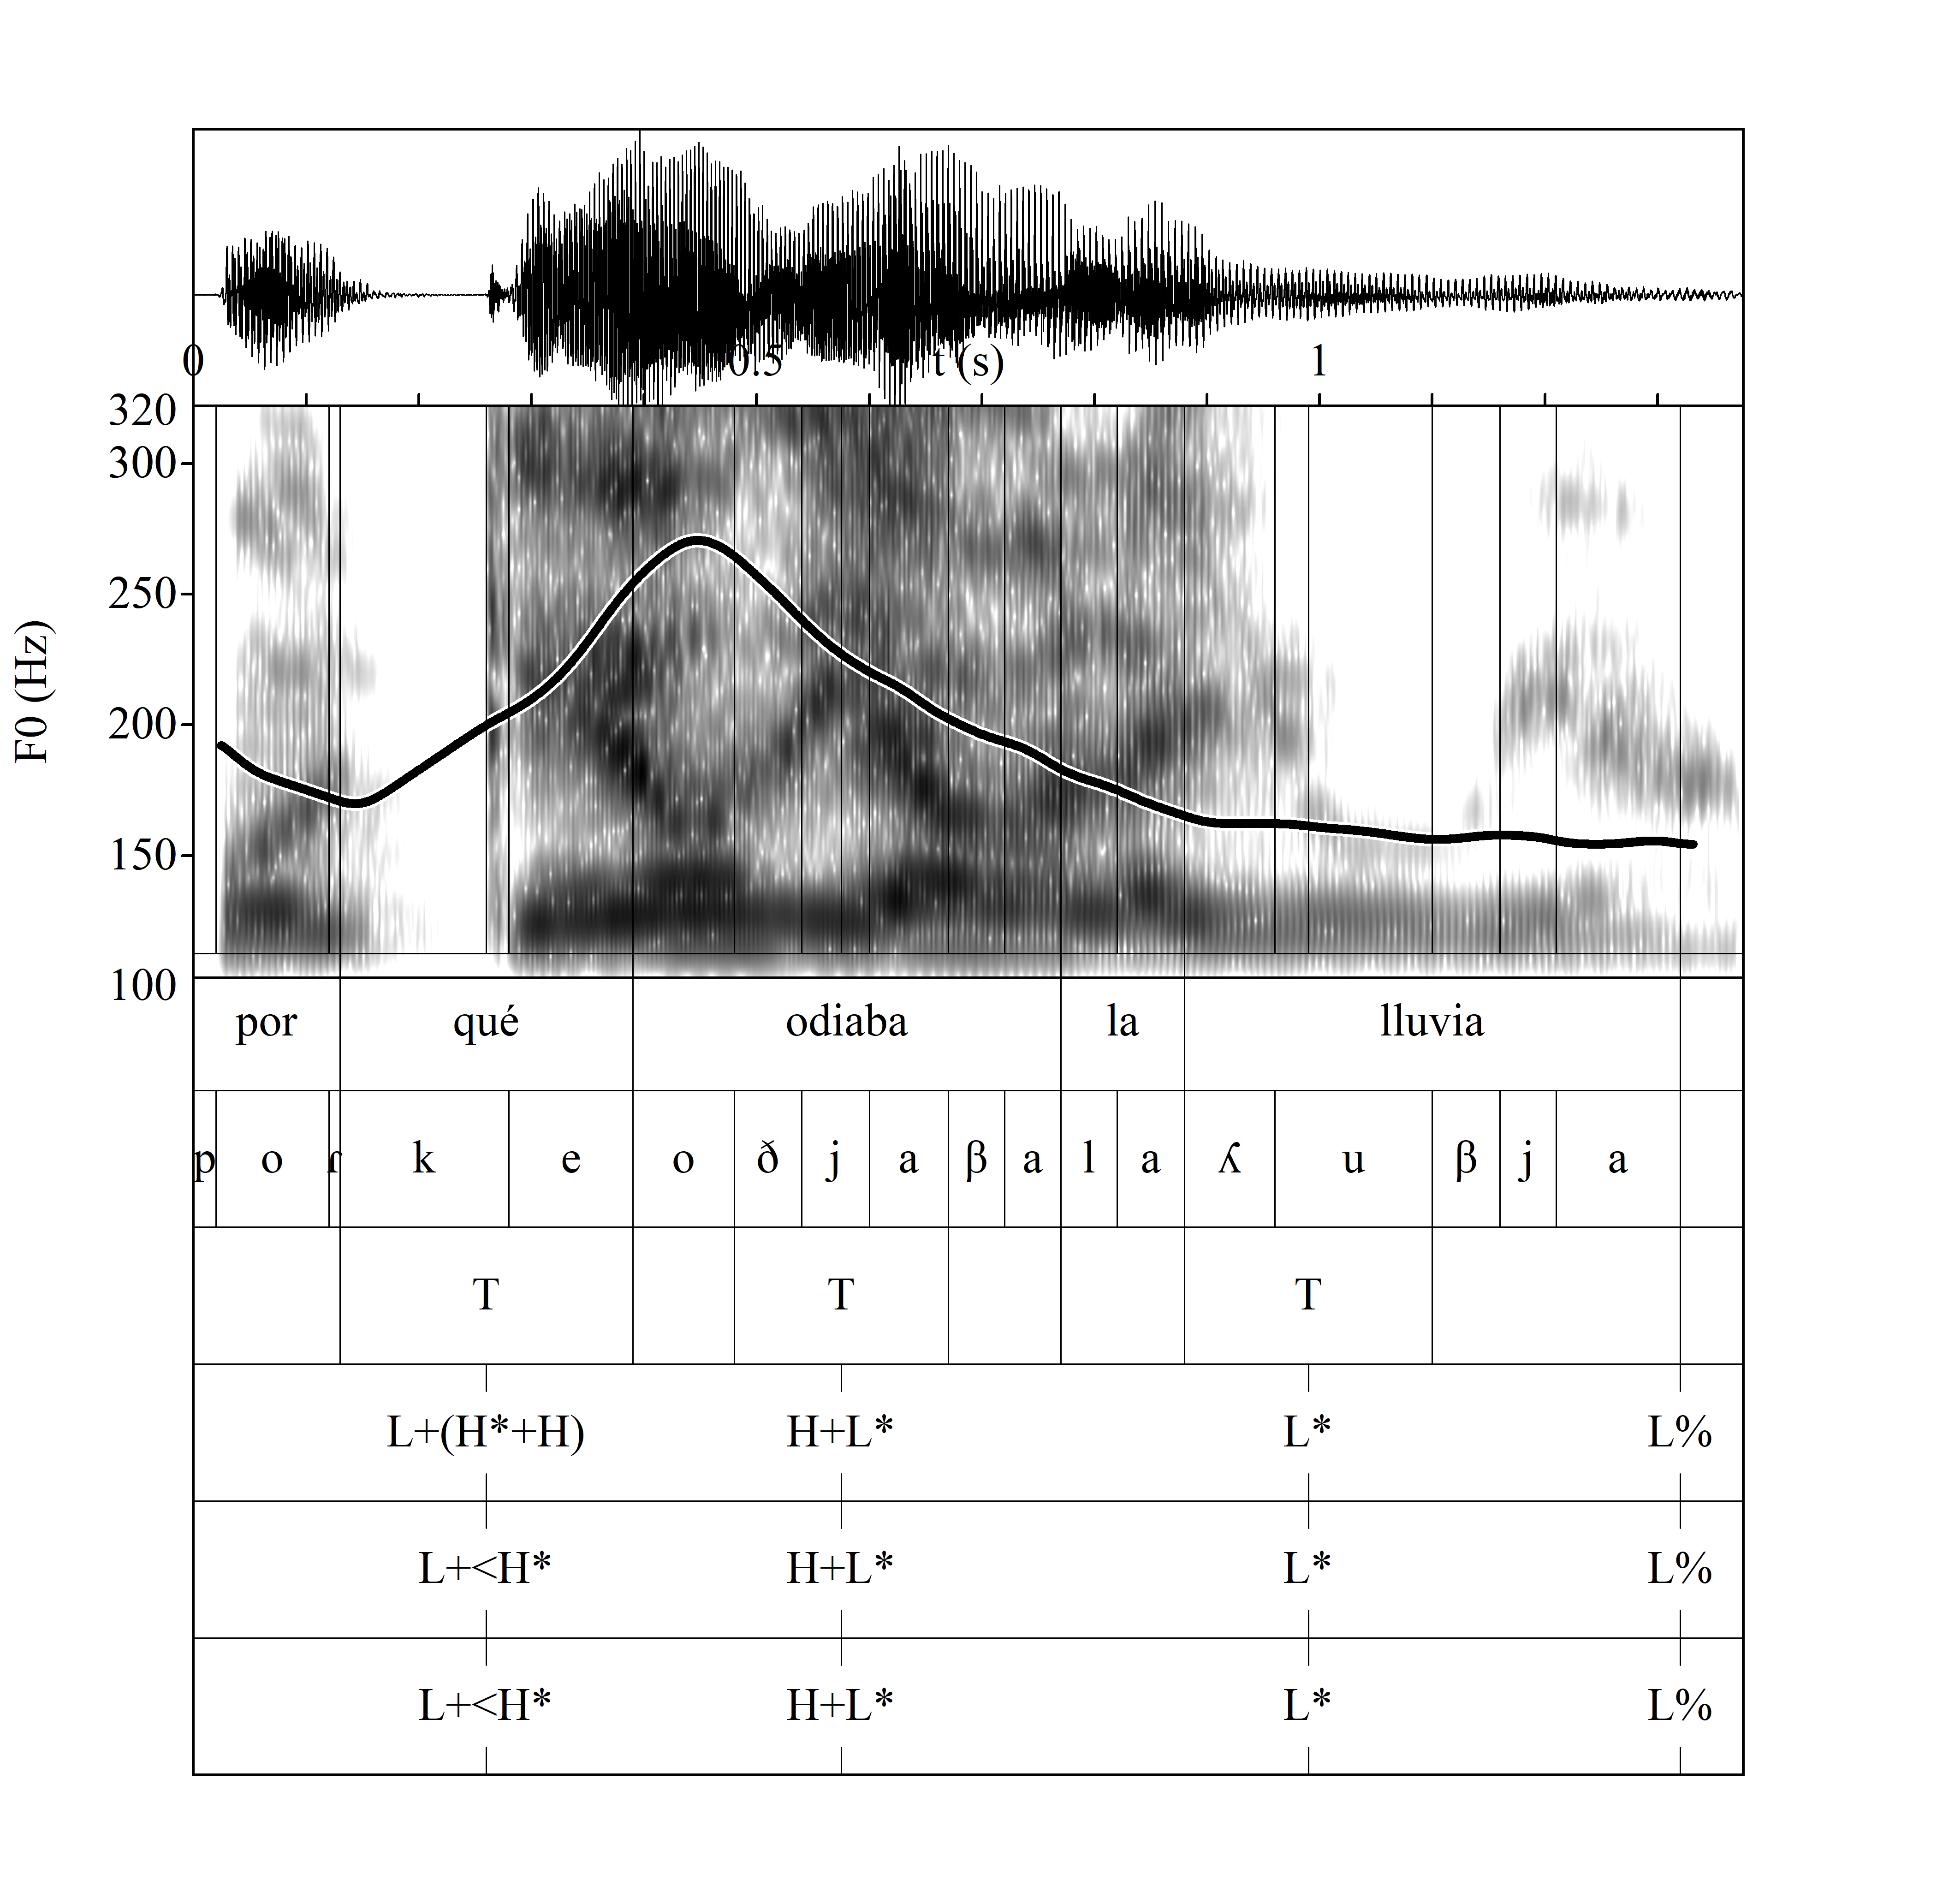 0 0.5 t (s) 1
320
300
250
200
150
100
F0 (Hz)
por qué odiaba la lluvia
p o ɾ k e o ð j a β a l a ʎ u β j a
T T T
L+(H*+H) H+L* L* L%
L+<H* H+L* L* L%
L+<H* H+L* L* L%